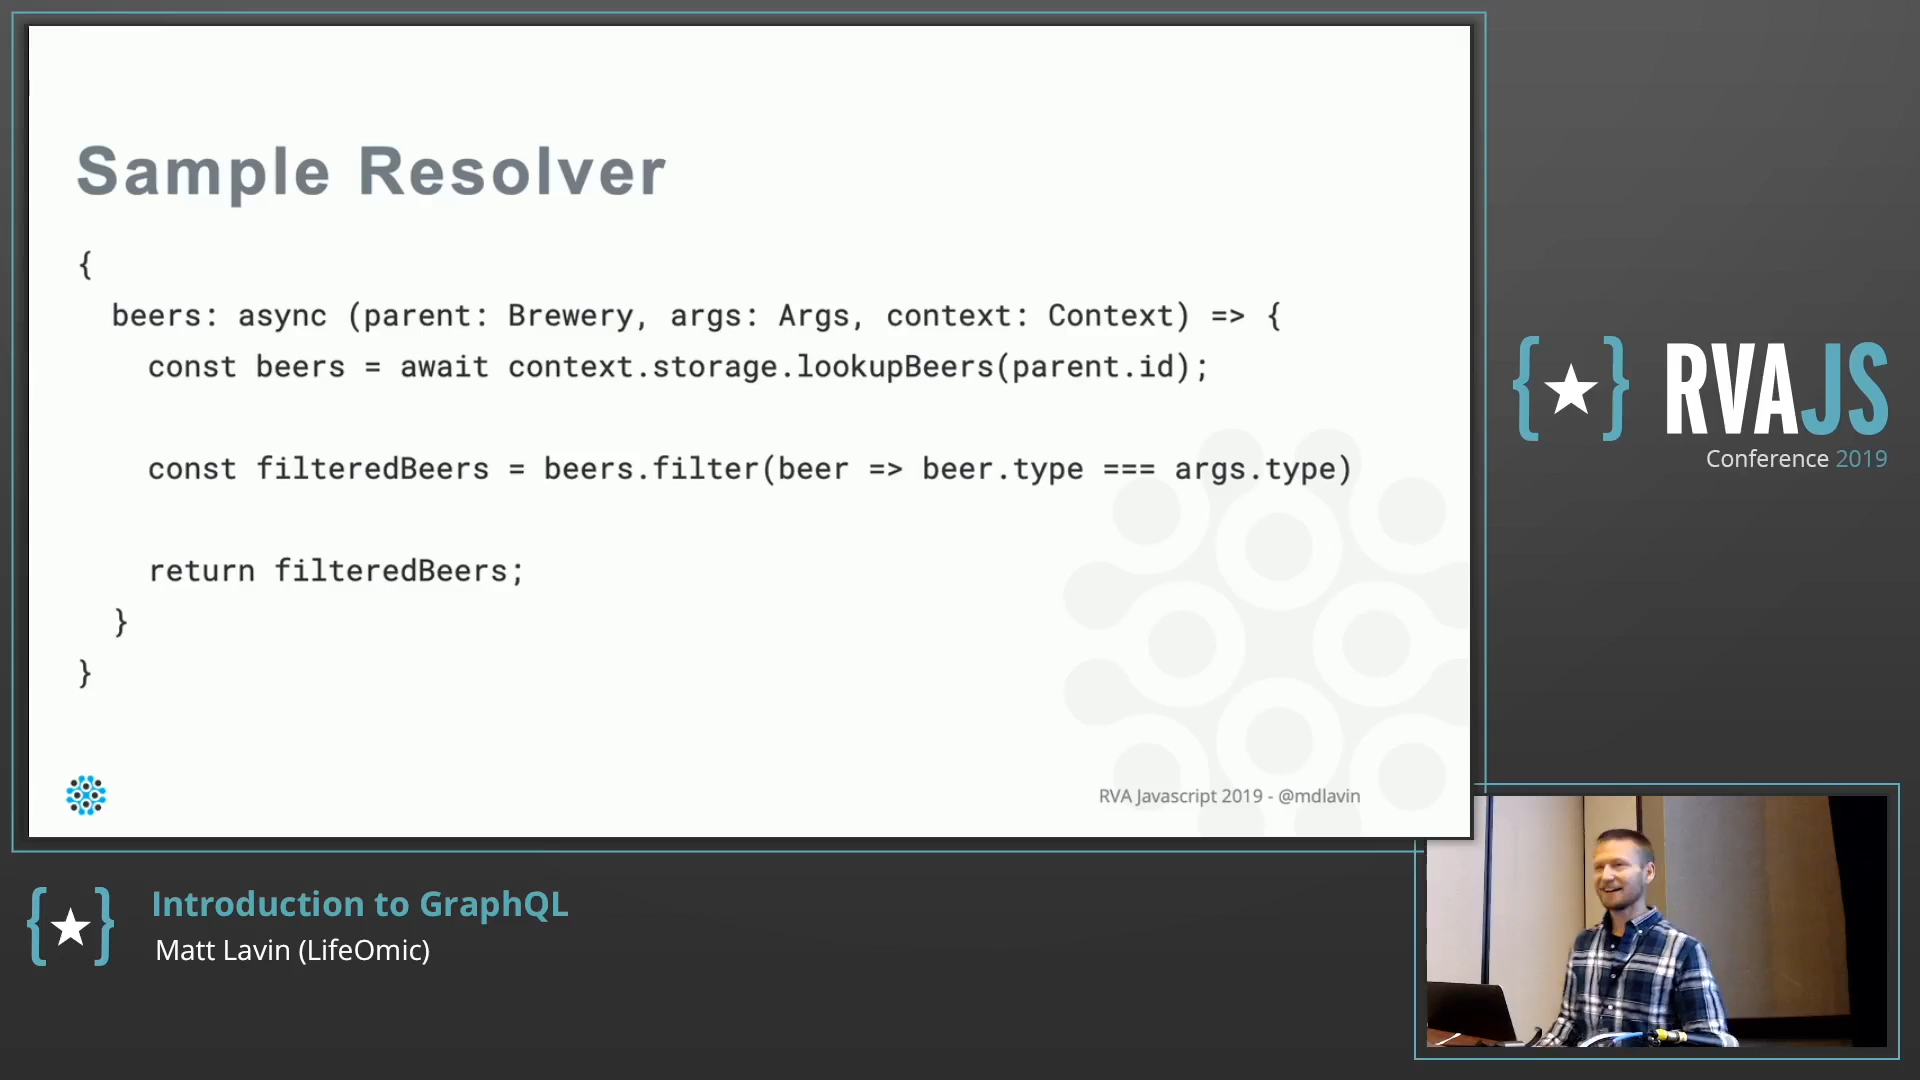 Sample Resolver
{
beers: async (parent: Brewery, args: Args, context: Context) => {
const beers = await context.storage.lookupBeers(parent.id);
const filteredBeers = beers.filter(beer => beer.type === args.type)
return filteredBeers;
}
}
RVA Javascript 2019 - @mdlavin
{★} RVAJS
Conference 2019
{★} Introduction to GraphQL
Matt Lavin (LifeOmic)